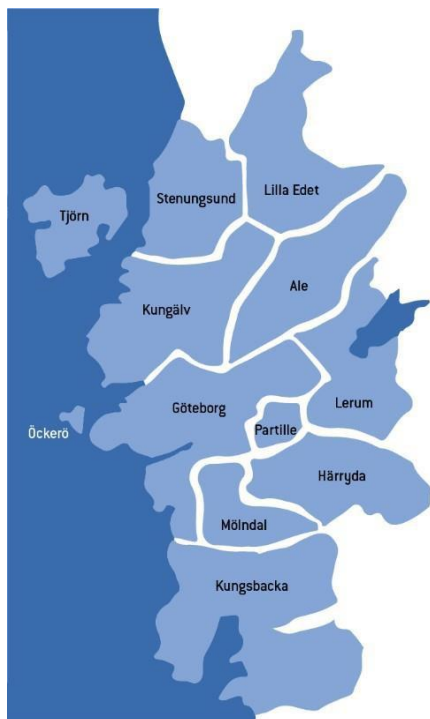 Stenungsund
Lilla Edet
Tjörn
Ale
Kungälv
Göteborg
Lerum
Öckerö
Partille
Härryda
Mölndal
Kungsbacka